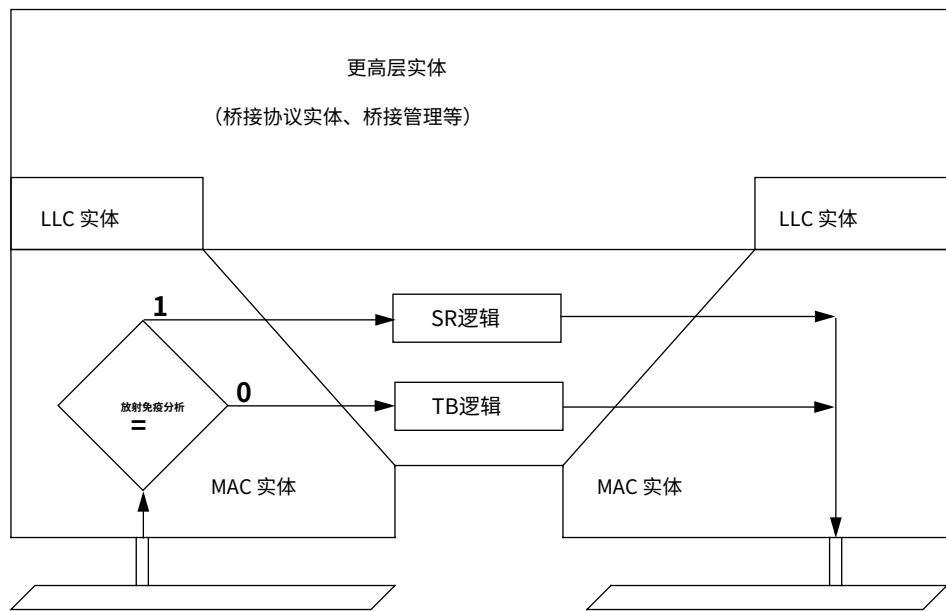 更高层实体
（桥接协议实体、桥接管理等）
LLC 实体
LLC 实体
1
SR逻辑
0
放射免疫分析
=
TB逻辑
MAC 实体
MAC 实体